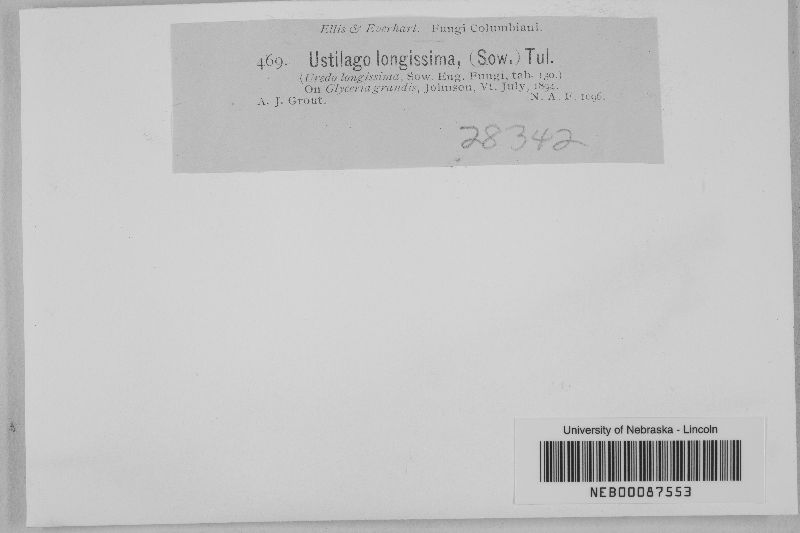 Ellis & Everhart. Fungi Columbiani.
469. Ustilago longissima, (Sow.) Tul.
(Uredo longissima, Sow. Eng. Fungi, tab. 139.)
On Glyceria grandis, Johnson, Vt. July, 1894.
A. J. Grout. N. A. F. 1096.
28342
University of Nebraska - Lincoln
NEB00087553